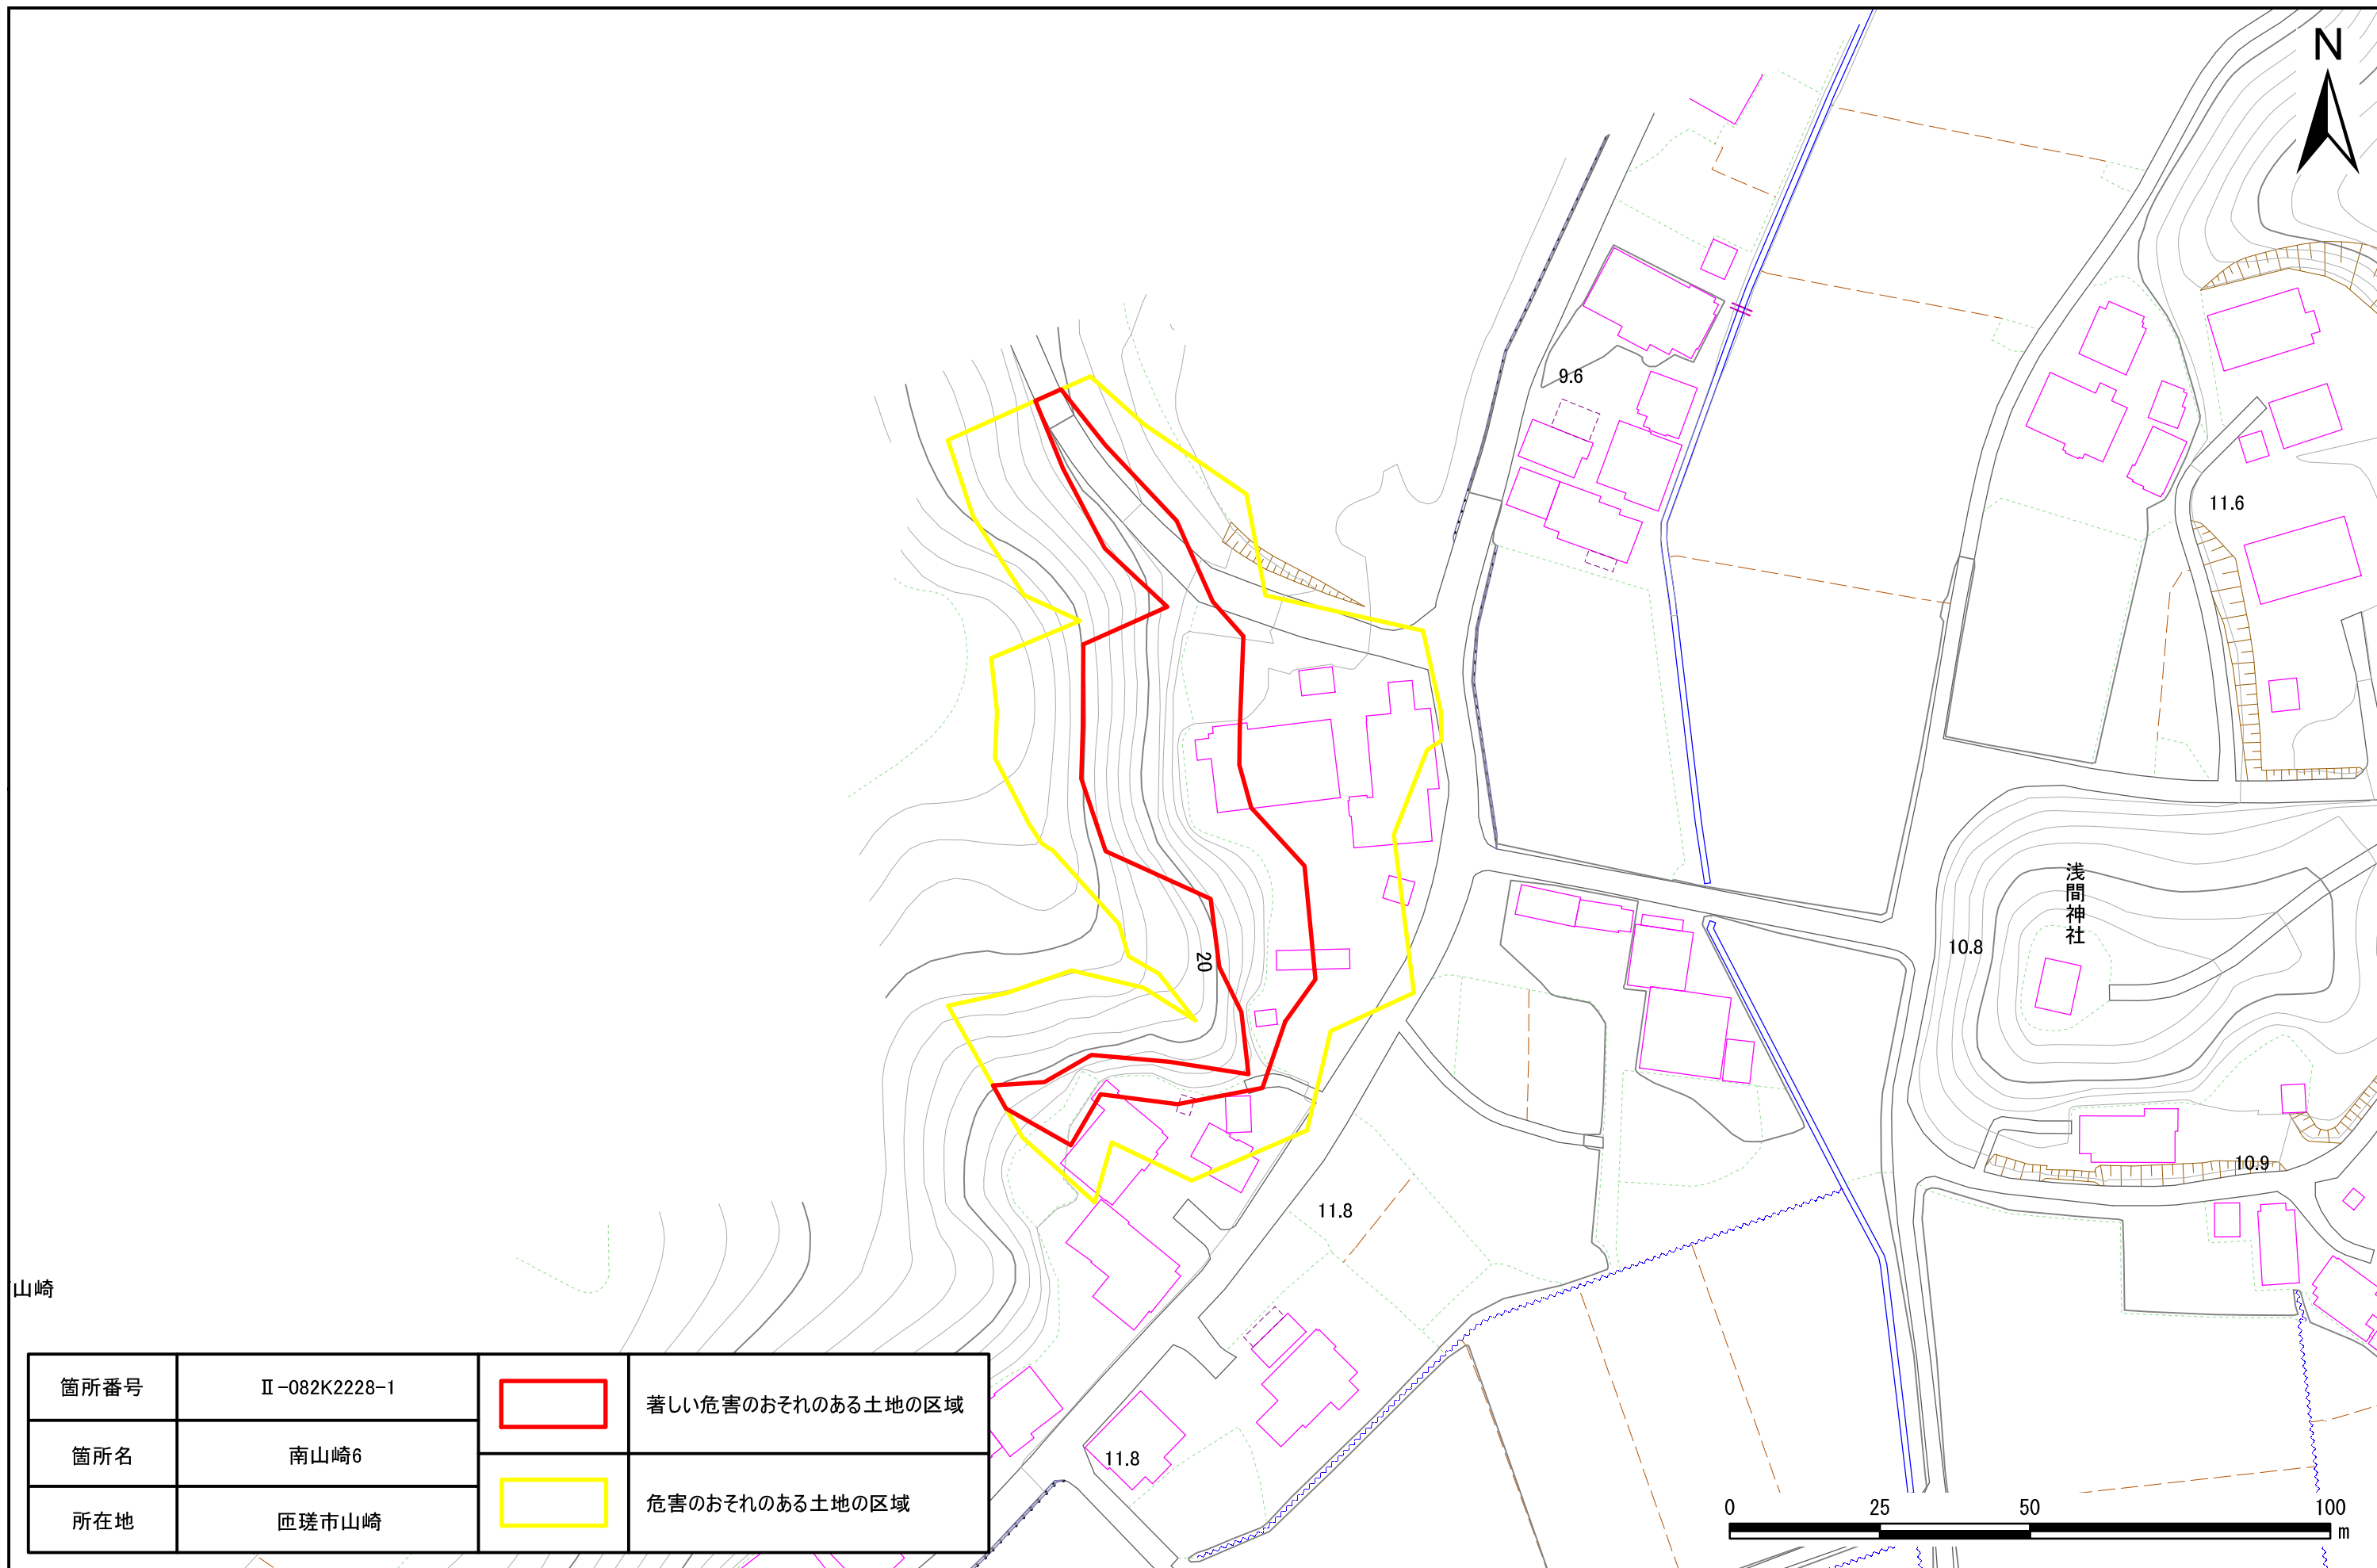 N
9.6
11.6
浅間神社
10.8
20
10.9
11.8
山崎
11.8
箇所番号 Ⅱ-082K2228-1
箇所名 南山崎6
所在地 匝瑳市山崎
著しい危害のおそれのある土地の区域
危害のおそれのある土地の区域
0 25 50 100
m